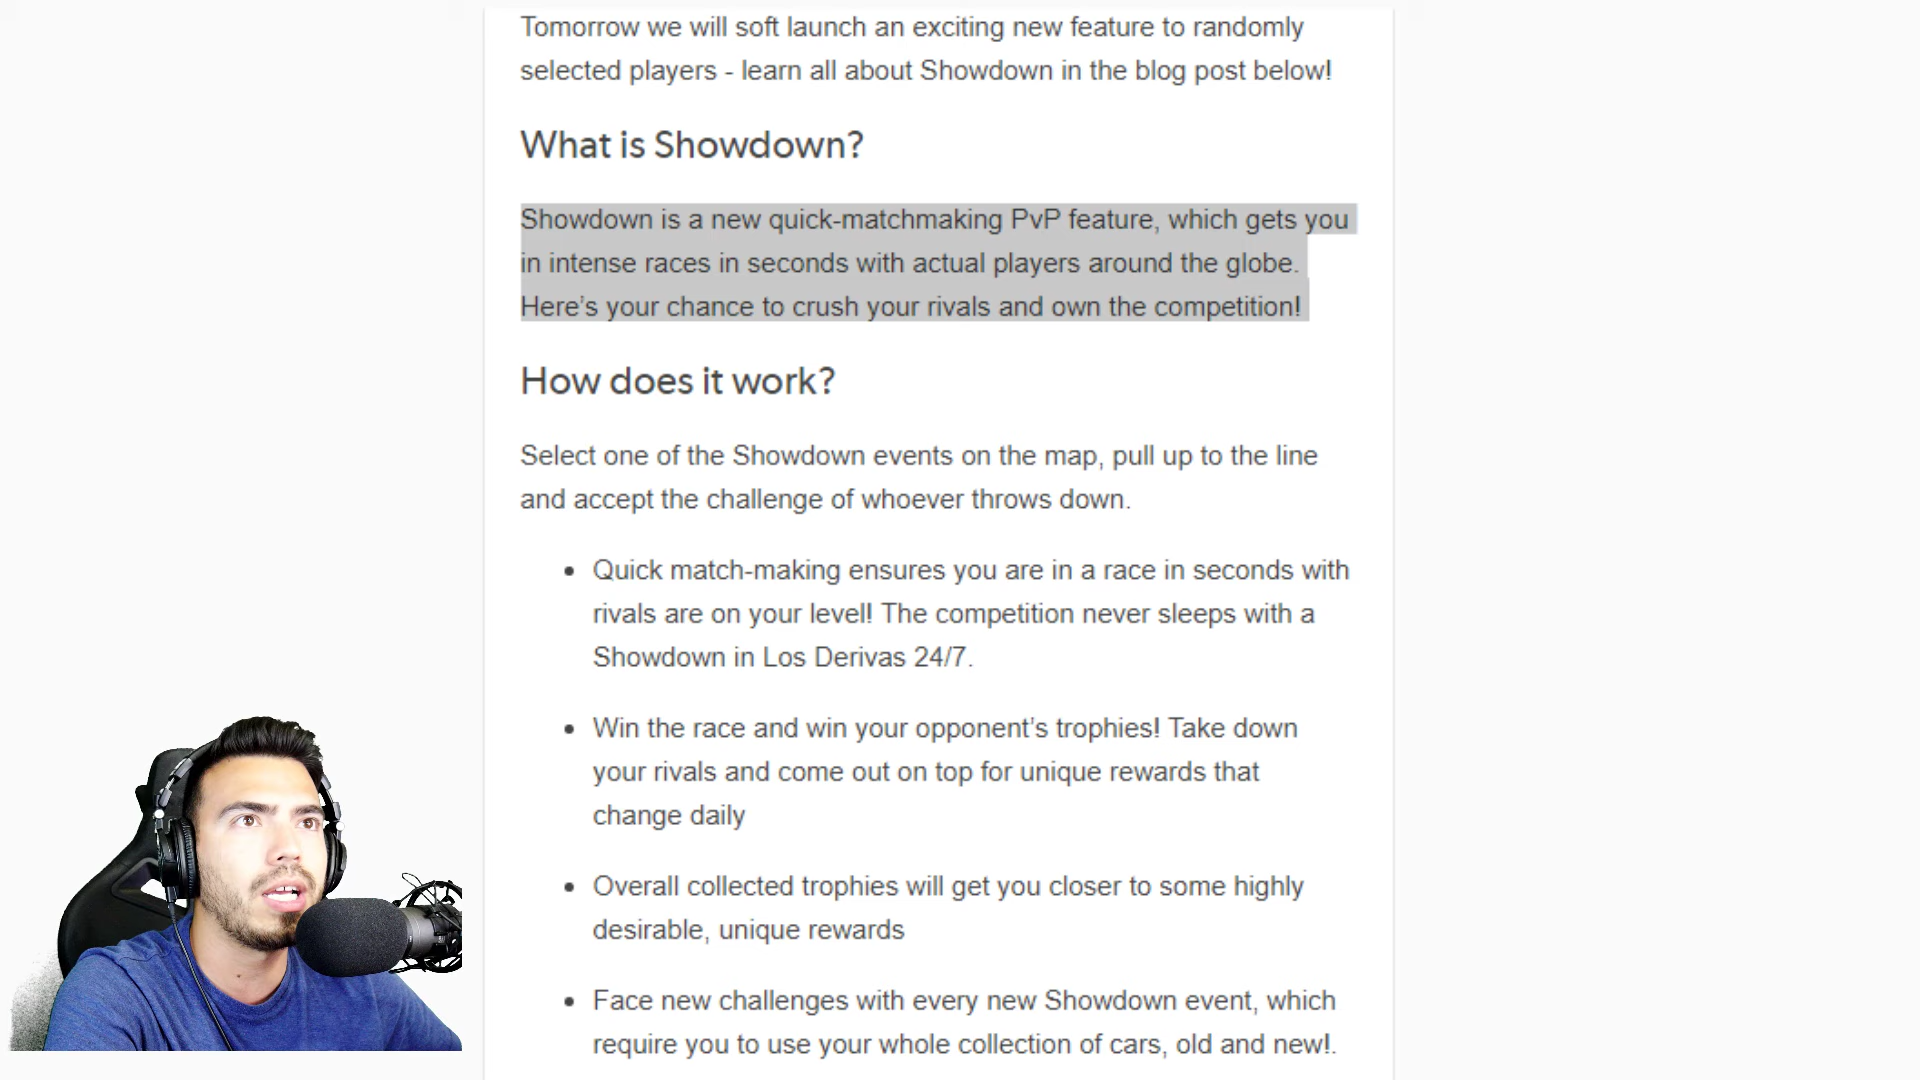 Tomorrow we will soft launch an exciting new feature to randomly
selected players - learn all about Showdown in the blog post below!
What is Showdown?
Showdown is a new quick-matchmaking PvP feature, which gets you
in intense races in seconds with actual players around the globe.
Here’s your chance to crush your rivals and own the competition!
How does it work?
Select one of the Showdown events on the map, pull up to the line
and accept the challenge of whoever throws down.
• Quick match-making ensures you are in a race in seconds with
rivals are on your level! The competition never sleeps with a
Showdown in Los Derivas 24/7.
• Win the race and win your opponent’s trophies! Take down
your rivals and come out on top for unique rewards that
change daily
• Overall collected trophies will get you closer to some highly
desirable, unique rewards
• Face new challenges with every new Showdown event, which
require you to use your whole collection of cars, old and new!.